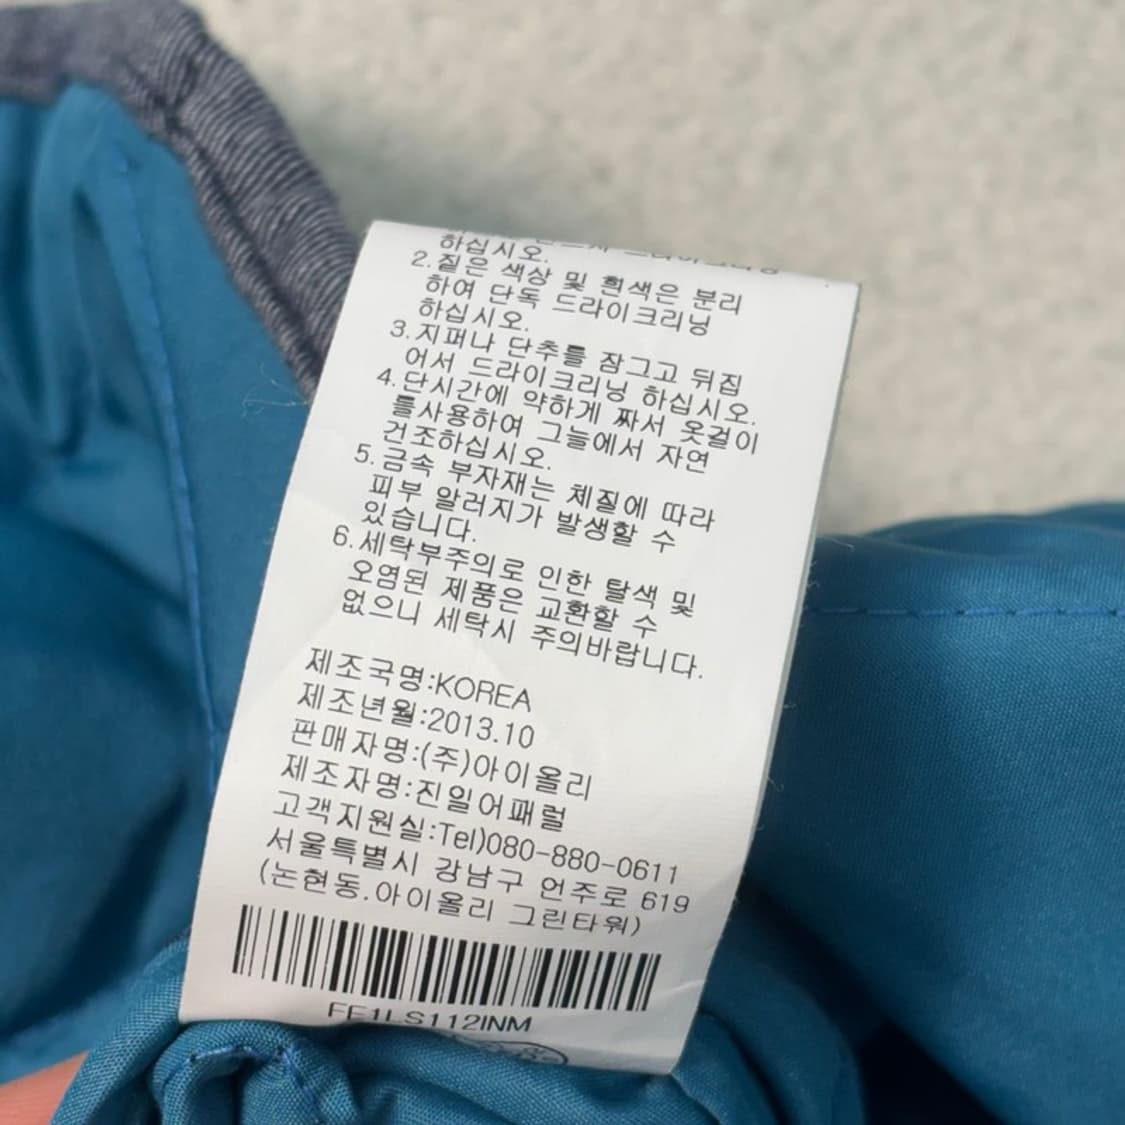 하십시오.
2.짙은 색상 및 흰색은 분리
하여 단독 드라이크리닝
하십시오.
3.지퍼나 단추를 잠그고 뒤집
어서 드라이크리닝 하십시오.
4.단시간에 약하게 짜서 옷걸이
를사용하여 그늘에서 자연
건조하십시오.
5.금속 부자재는 체질에 따라
피부 알러지가 발생할 수
있습니다.
6.세탁부주의로 인한 탈색 및
오염된 제품은 교환할 수
없으니 세탁시 주의바랍니다.
제조국명:KOREA
제조년월:2013.10
판매자명:(주)아이올리
제조자명:진일어패럴
고객지원실:Tel)080-880-0611
서울특별시 강남구 언주로 619
(논현동.아이올리 그린타워)
FE1LS112INM